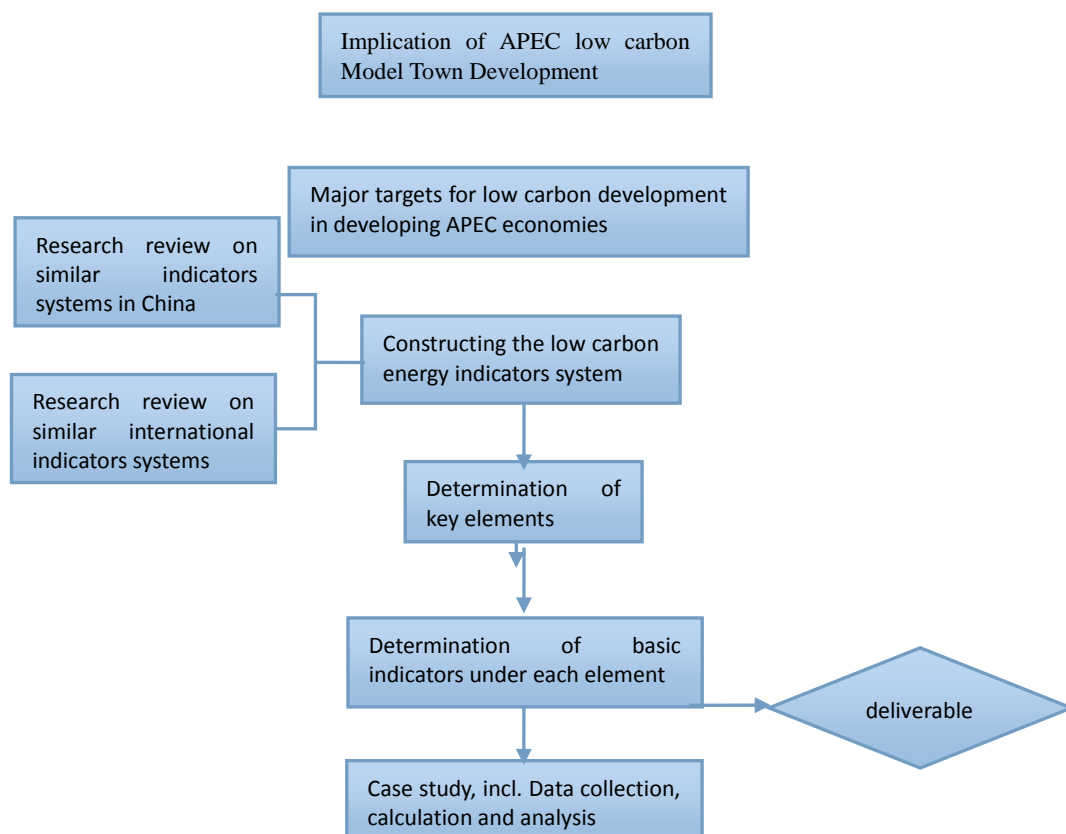 Implication of APEC low carbon
Model Town Development
Major targets for low carbon development
in developing APEC economies
Research review on
similar indicators
systems in China
Constructing the low carbon
energy indicators system
Research review on
similar international
indicators systems
Determination of
key elements
Determination of basic
indicators under each element
deliverable
Case study, incl. Data collection,
calculation and analysis